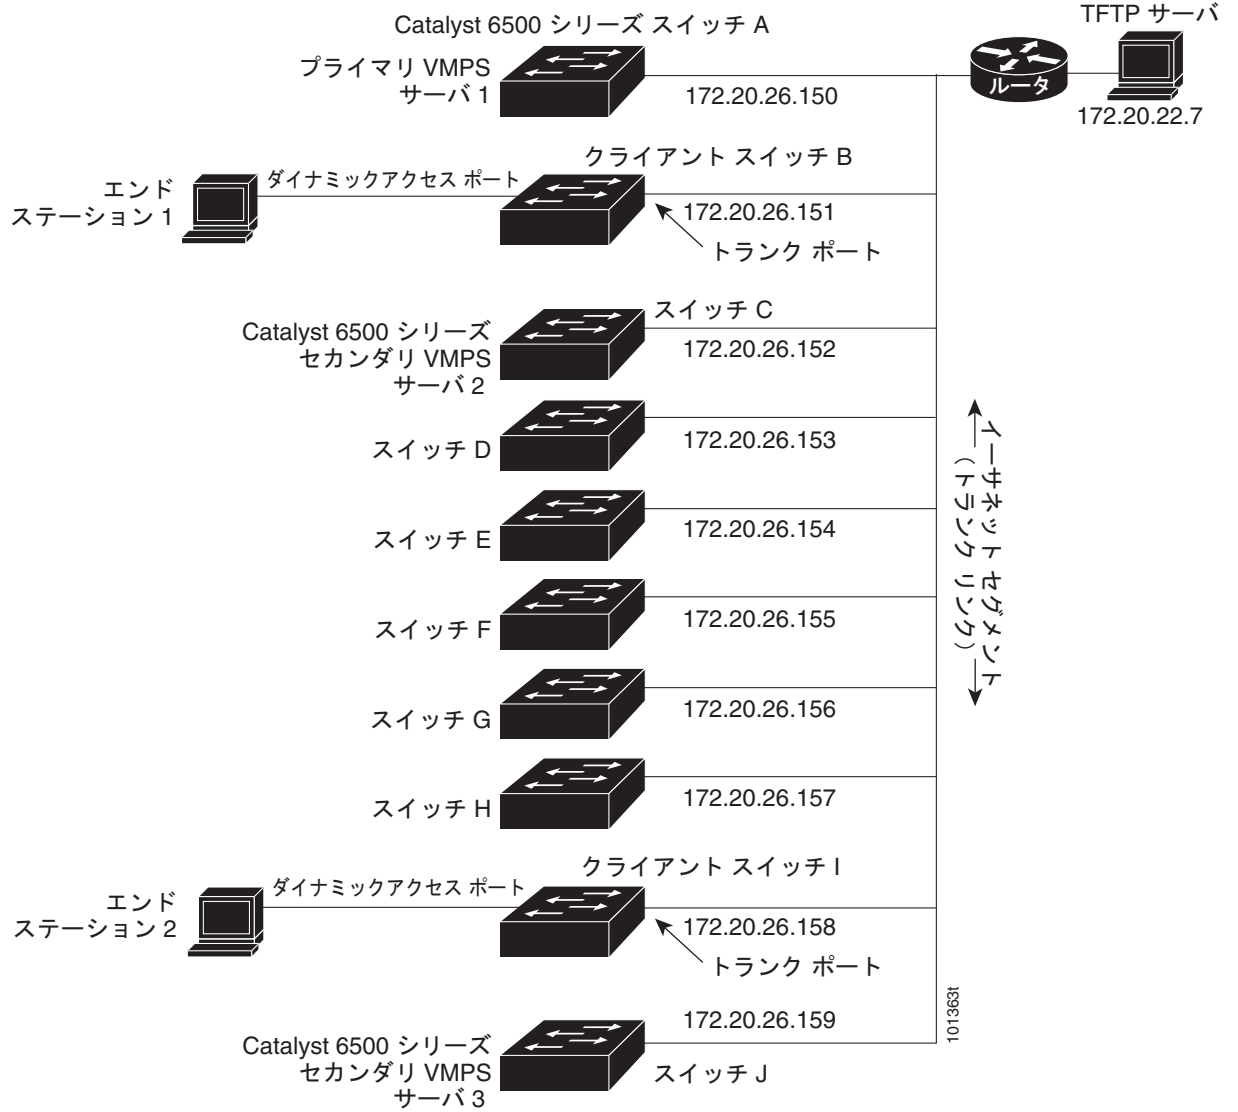 TFTP サーバ
Catalyst 6500 シリーズ スイッチ A
プライマリ VMPS
サーバ 1
ルータ
172.20.26.150
172.20.22.7
クライアント スイッチ B
エンド
ステーション 1
ダイナミックアクセス ポート
172.20.26.151
トランク ポート
スイッチ C
Catalyst 6500 シリーズ
セカンダリ VMPS
サーバ 2
172.20.26.152
スイッチ D
172.20.26.153
イーサネット セグメント
（トランク リンク）
スイッチ E
172.20.26.154
スイッチ F
172.20.26.155
スイッチ G
172.20.26.156
スイッチ H
172.20.26.157
クライアント スイッチ I
エンド
ステーション 2
ダイナミックアクセス ポート
172.20.26.158
トランク ポート
101363t
172.20.26.159
Catalyst 6500 シリーズ
セカンダリ VMPS
サーバ 3
スイッチ J